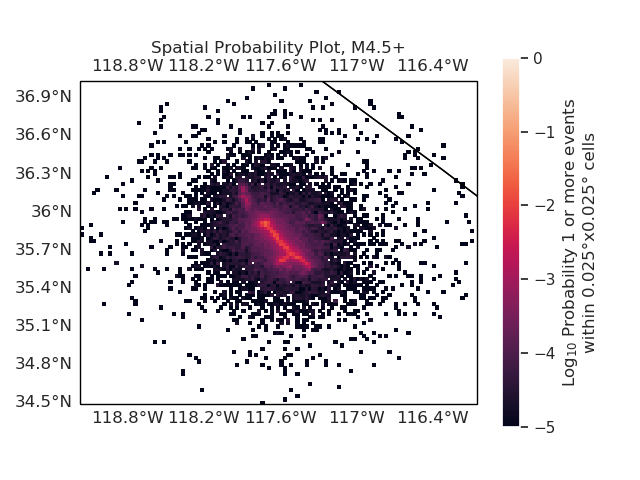 Spatial Probability Plot, M4.5+
118.8°W 118.2°W 117.6°W 117°W 116.4°W
36.9°N
36.6°N
36.3°N
36°N
35.7°N
35.4°N
35.1°N
34.8°N
34.5°N
118.8°W 118.2°W 117.6°W 117°W 116.4°W
0
−1
−2
−3
−4
−5
Log₁₀ Probability 1 or more events
within 0.025°x0.025° cells